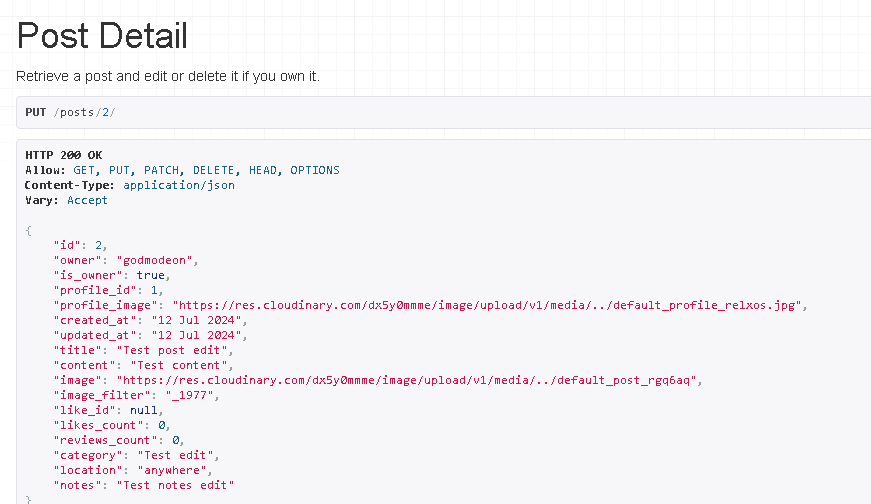 Post Detail
Retrieve a post and edit or delete it if you own it.
PUT /posts/2/
HTTP 200 OK
Allow: GET, PUT, PATCH, DELETE, HEAD, OPTIONS
Content-Type: application/json
Vary: Accept
{
"id": 2,
"owner": "godmodeon",
"is_owner": true,
"profile_id": 1,
"profile_image": "https://res.cloudinary.com/dx5y0mmme/image/upload/v1/media/../default_profile_relxos.jpg",
"created_at": "12 Jul 2024",
"updated_at": "12 Jul 2024",
"title": "Test post edit",
"content": "Test content",
"image": "https://res.cloudinary.com/dx5y0mmme/image/upload/v1/media/../default_post_rgq6aq",
"image_filter": "_1977",
"like_id": null,
"likes_count": 0,
"reviews_count": 0,
"category": "Test edit",
"location": "anywhere",
"notes": "Test notes edit"
}